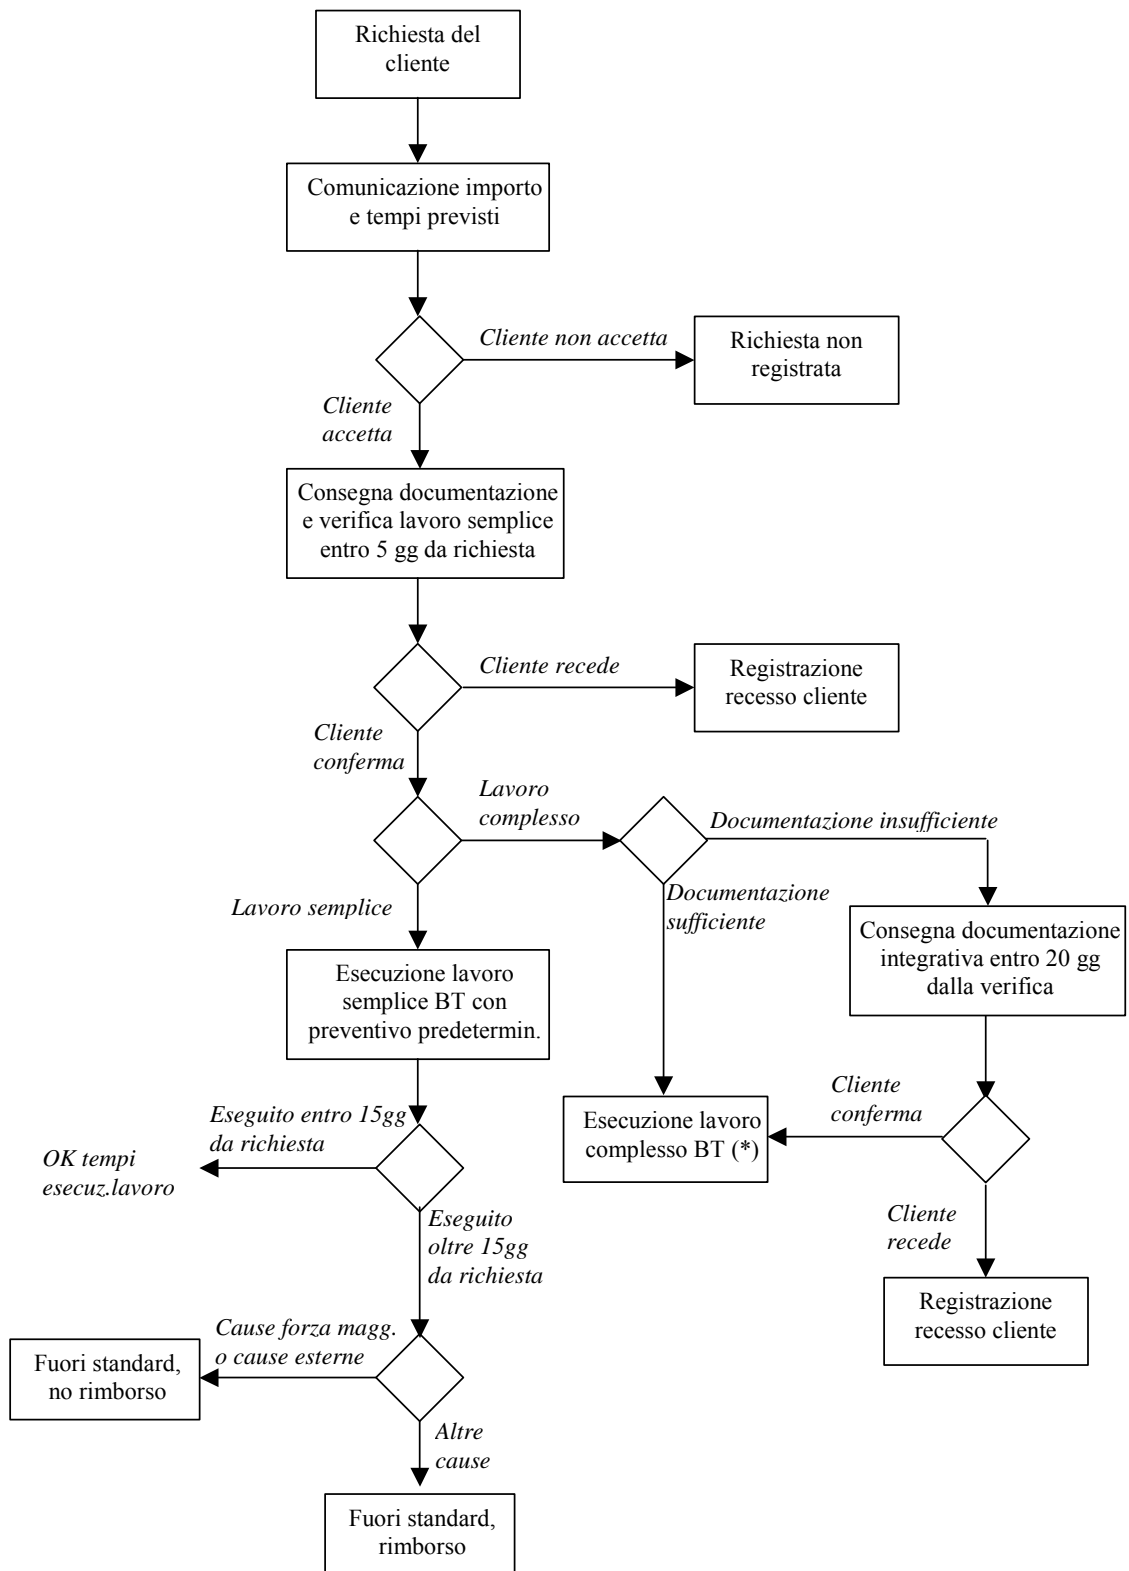 Richiesta del
cliente
Comunicazione importo
e tempi previsti
Cliente non accetta
Richiesta non
registrata
Cliente
accetta
Consegna documentazione
e verifica lavoro semplice
entro 5 gg da richiesta
Cliente recede
Registrazione
recesso cliente
Cliente
conferma
Lavoro
complesso
Documentazione insufficiente
Lavoro semplice
Documentazione
sufficiente
Consegna documentazione
integrativa entro 20 gg
dalla verifica
Esecuzione lavoro
semplice BT con
preventivo predetermin.
Cliente
conferma
Esecuzione lavoro
complesso BT (*)
Eseguito entro 15gg
da richiesta
OK tempi
esecuz.lavoro
Cliente
recede
Eseguito
oltre 15gg
da richiesta
Registrazione
recesso cliente
Cause forza magg.
o cause esterne
Fuori standard,
no rimborso
Altre
cause
Fuori standard,
rimborso